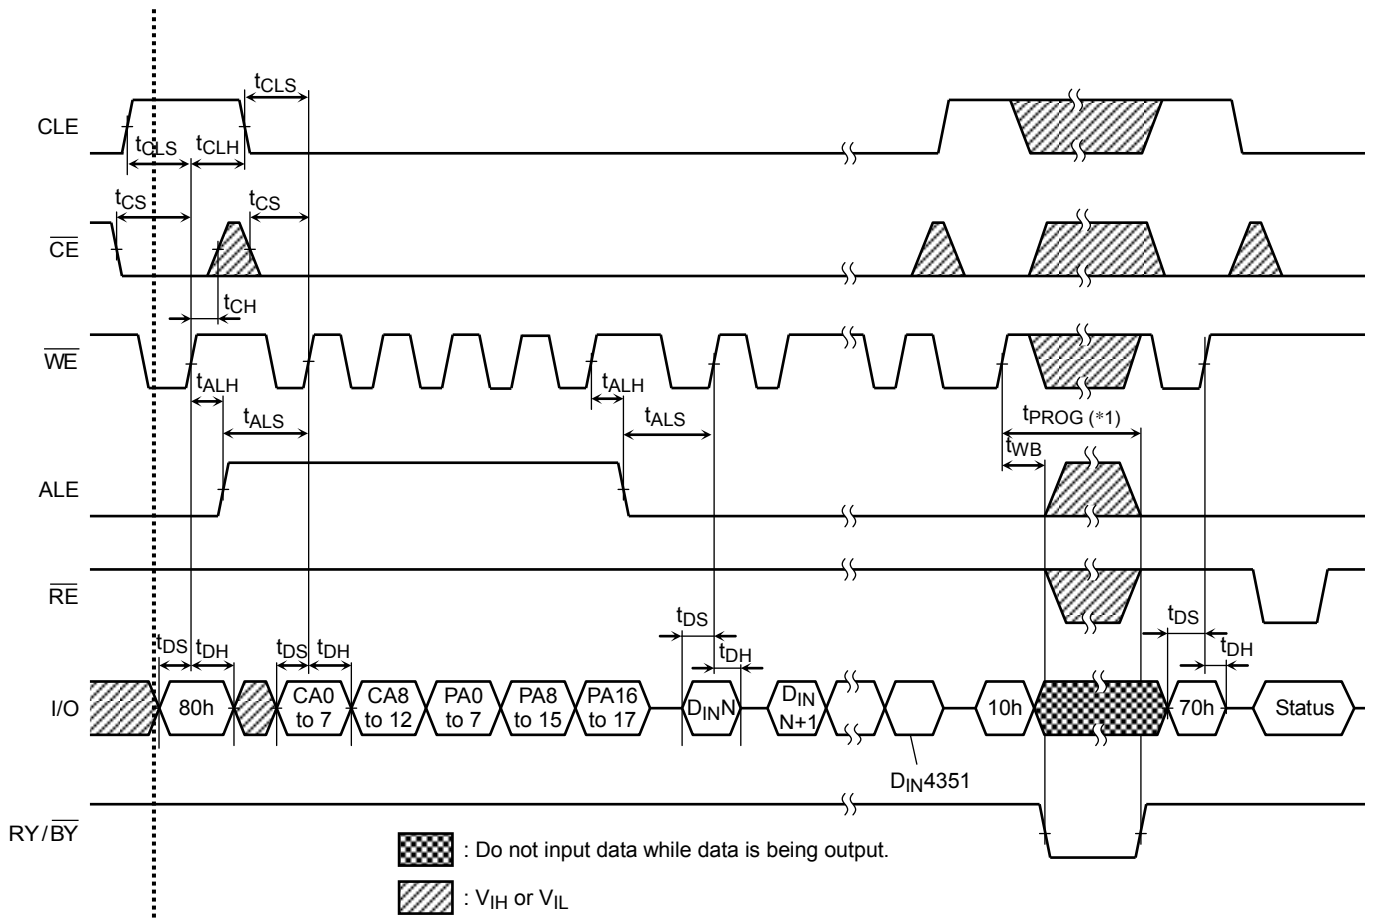 tCLS
CLE
tCLS tCLH
tCS tCS
CE
tCH
WE
tALH tALH
tALS tALS
tPROG (*1)
tWB
ALE
RE
tDS tDH tDS tDH tDS tDH tDS tDH
I/O
80h
CA0 to 7
CA8 to 12
PA0 to 7
PA8 to 15
PA16 to 17
DINN
DIN N+1
10h
70h
Status
DIN4351
RY/BY
: Do not input data while data is being output.
: VIH or VIL